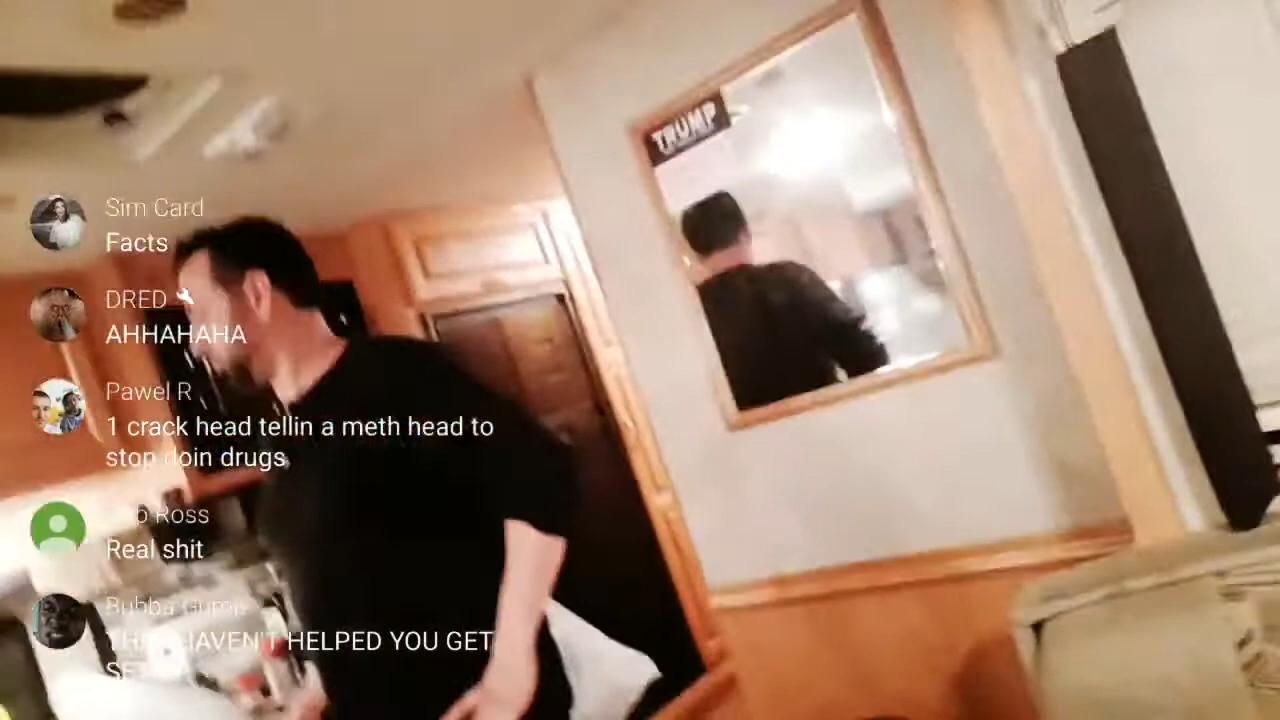 TRUMP
Sim Card
Facts
DRED
AHHAHAHA
Pawel R
1 crack head tellin a meth head to
stop doin drugs
Ross
Real shit
Bubba
HAVEN'T HELPED YOU GET